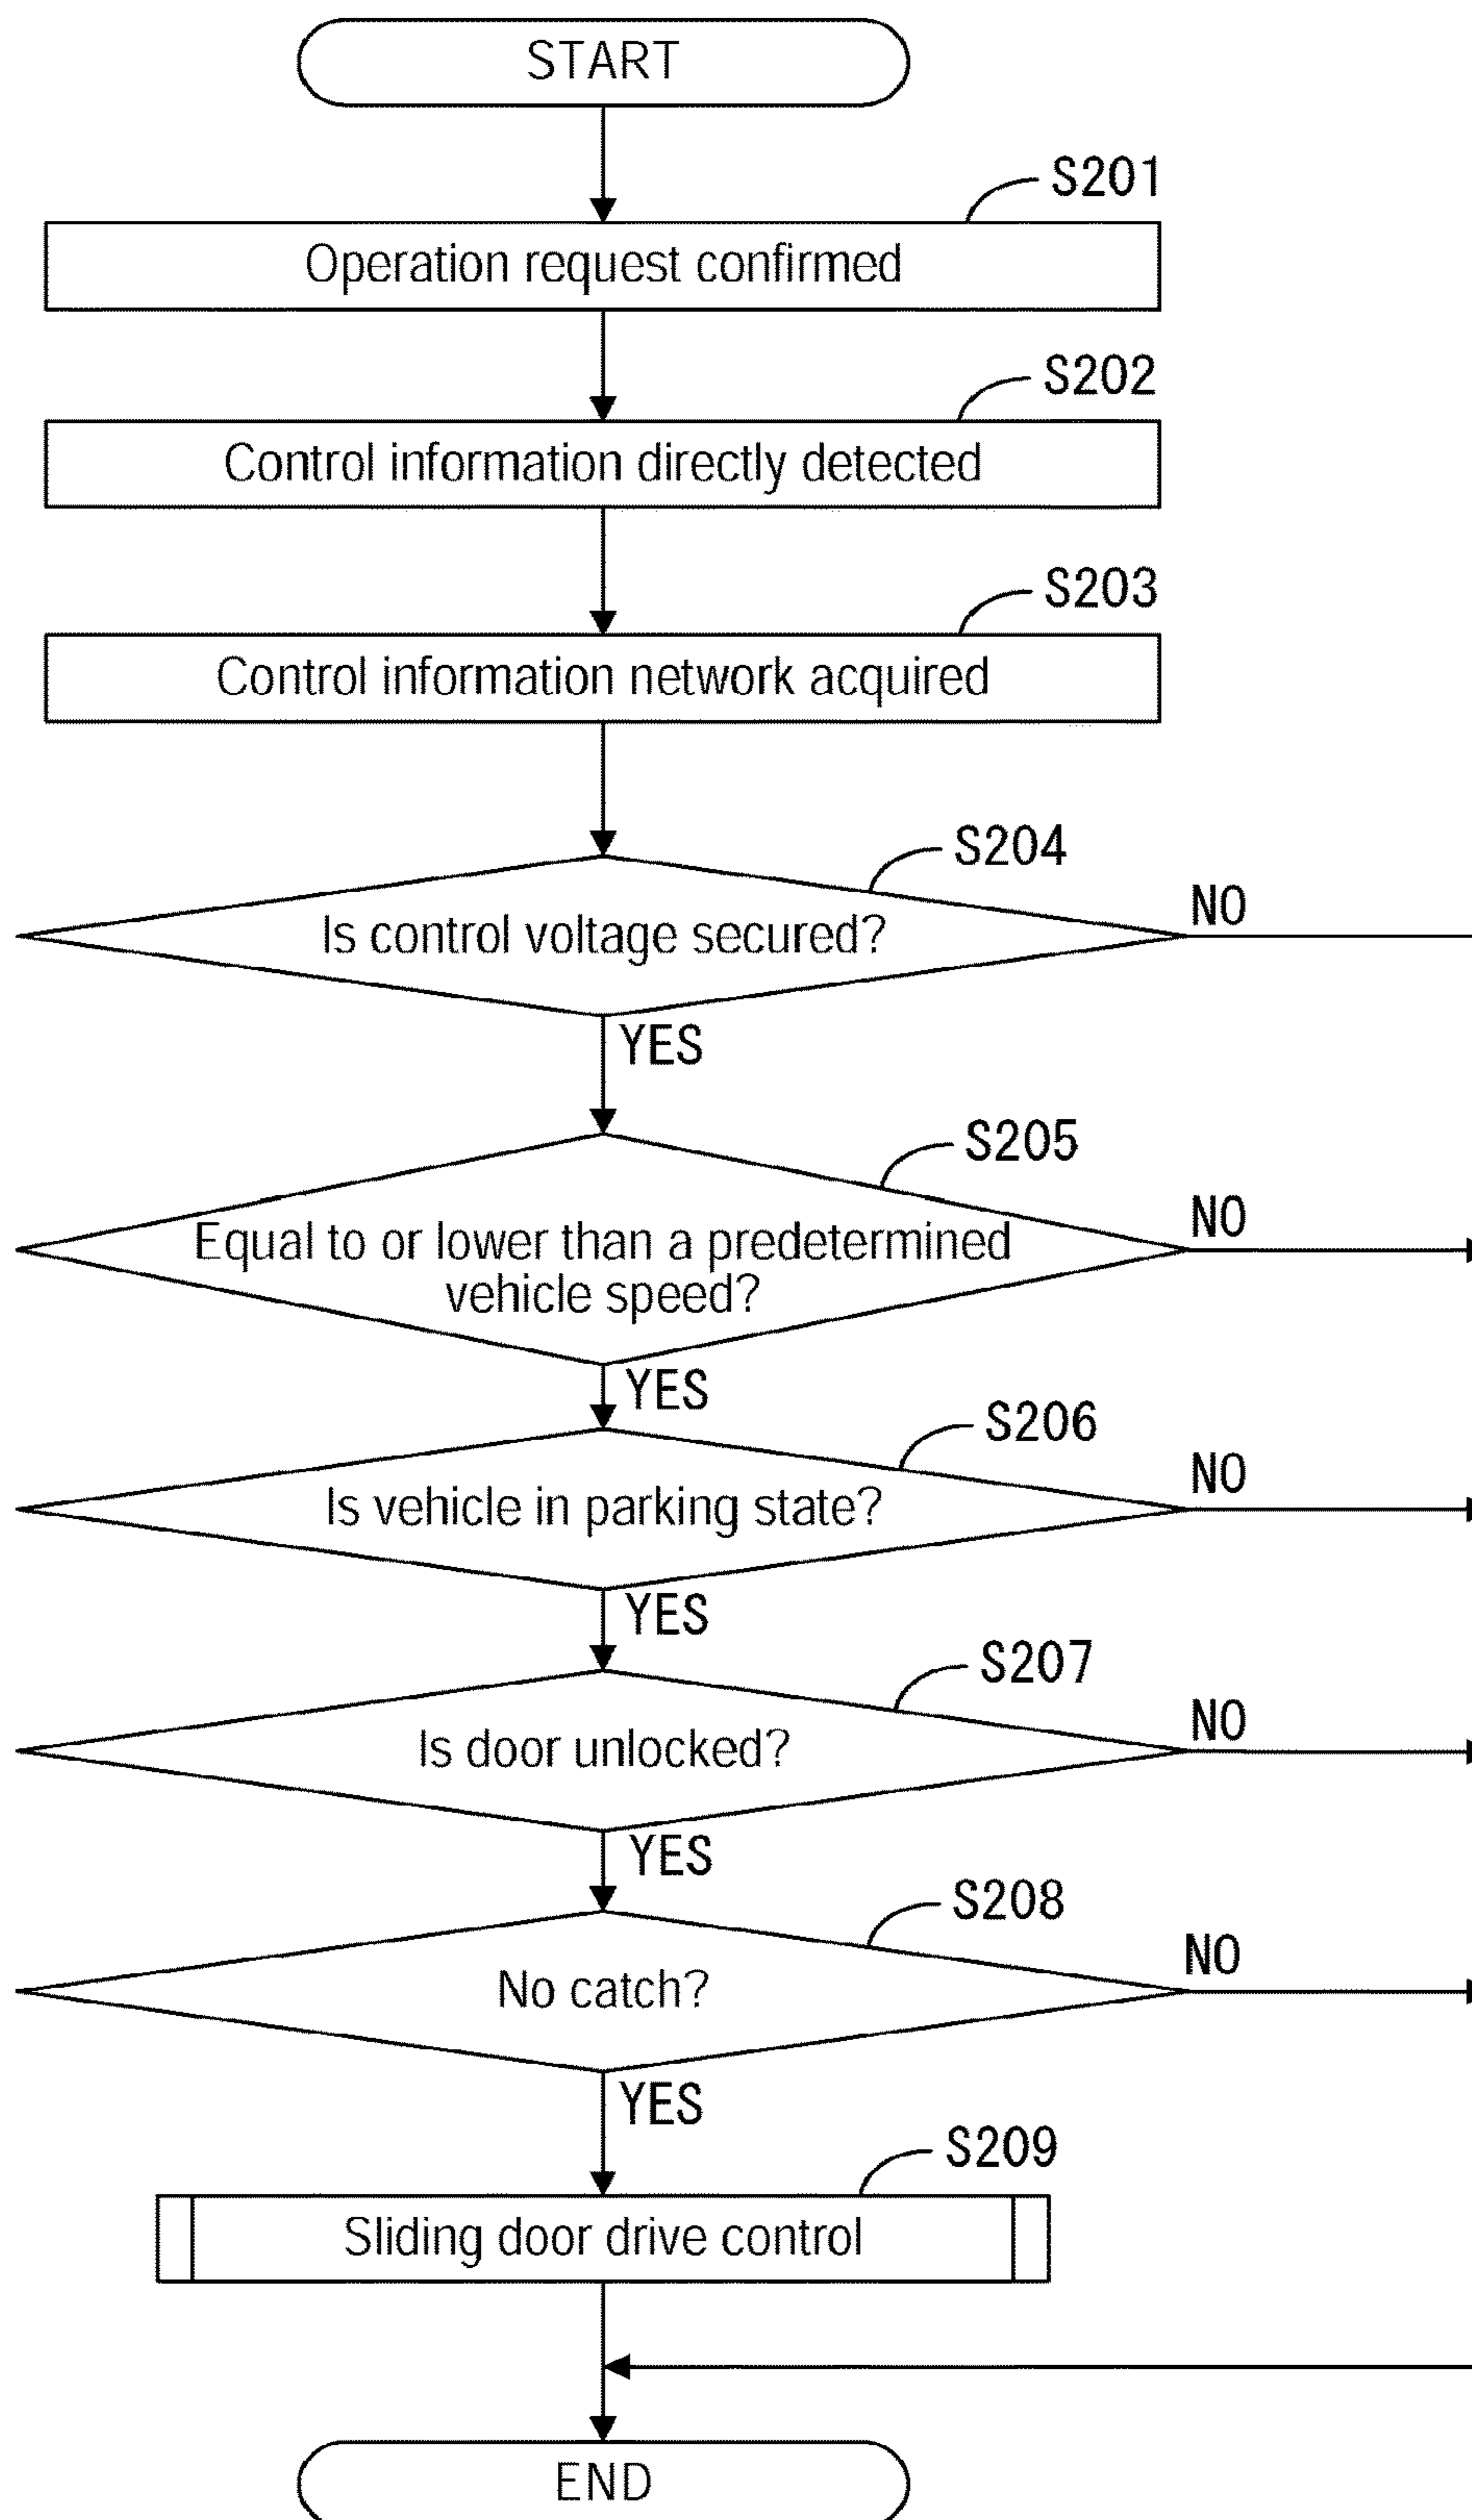 START
S201
Operation request confirmed
S202
Control information directly detected
S203
Control information network acquired
S204
Is control voltage secured?
NO
YES
S205
Equal to or lower than a predetermined
vehicle speed?
NO
YES
S206
Is vehicle in parking state?
NO
YES
S207
Is door unlocked?
NO
YES
S208
No catch?
NO
YES
S209
Sliding door drive control
END